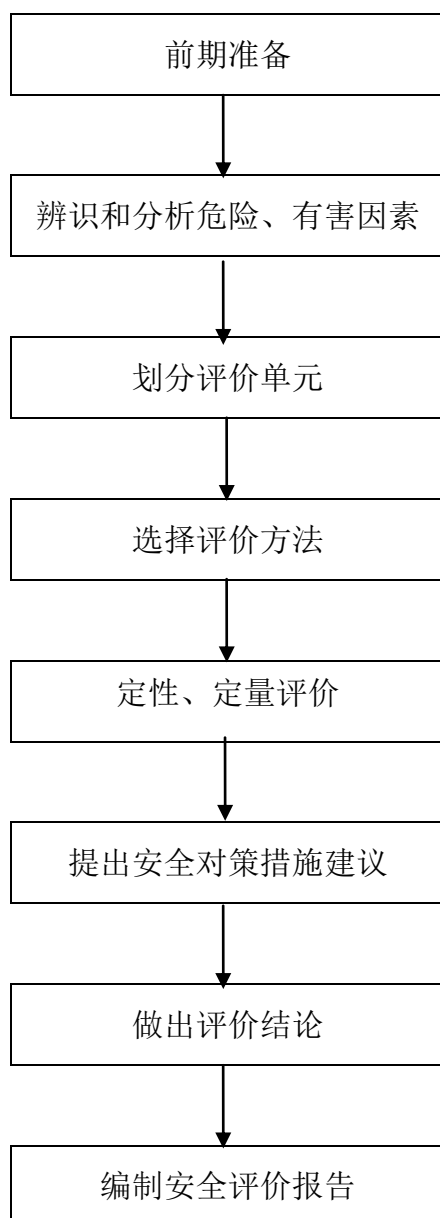 前期准备
辨识和分析危险、有害因素
划分评价单元
选择评价方法
定性、定量评价
提出安全对策措施建议
做出评价结论
编制安全评价报告